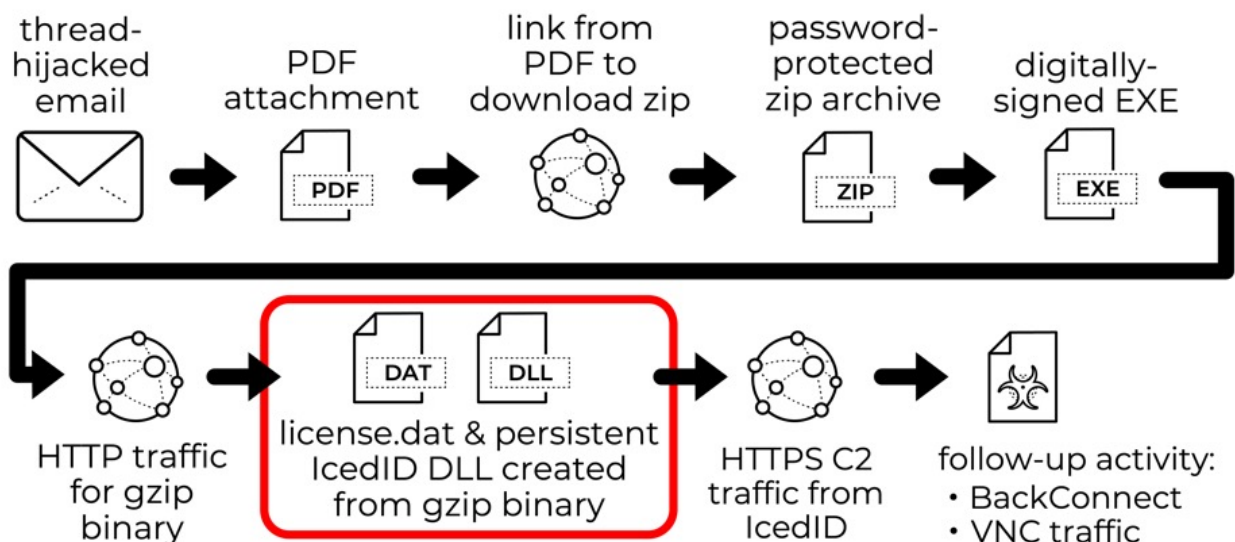 thread-
hijacked
email
PDF
attachment
link from
PDF to
download zip
password-
protected
zip archive
digitally-
signed EXE
PDF
ZIP
EXE
DAT
DLL
HTTP traffic
for gzip
binary
license.dat & persistent
IcedID DLL created
from gzip binary
HTTPS C2
traffic from
IcedID
follow-up activity:
• BackConnect
• VNC traffic